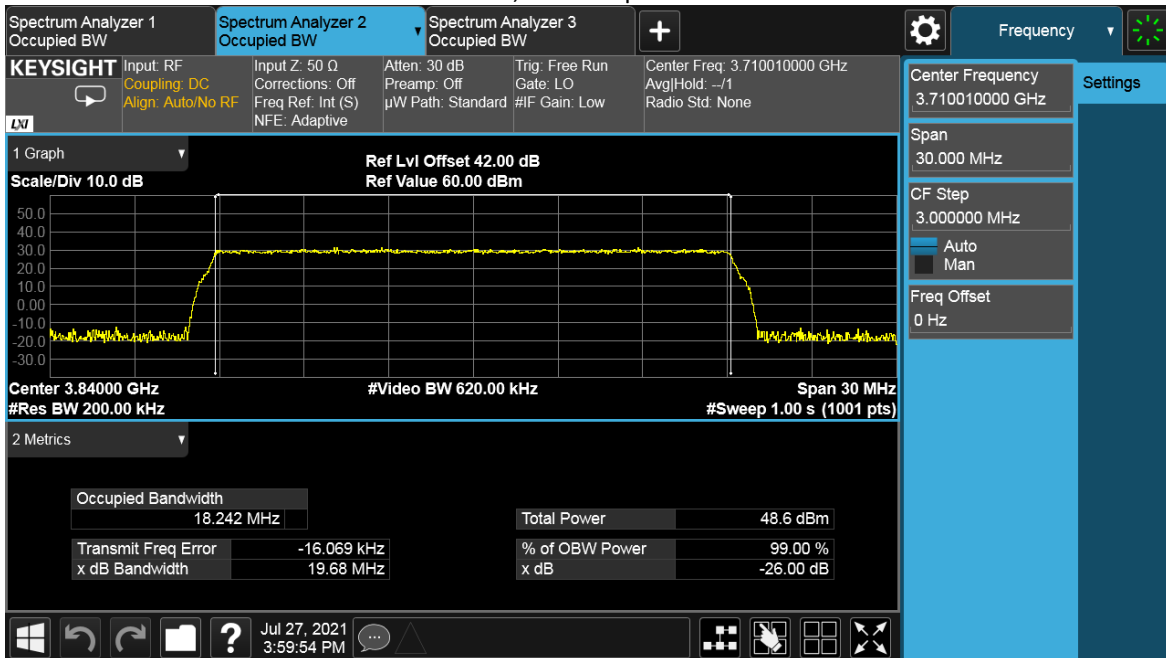 Spectrum Analyzer 1
Occupied BW
Spectrum Analyzer 2
Occupied BW
Spectrum Analyzer 3
Occupied BW
Frequency
KEYSIGHT
LXI
Input: RF
Coupling: DC
Align: Auto/No RF
Input Z: 50 Ω
Corrections: Off
Freq Ref: Int (S)
NFE: Adaptive
Atten: 30 dB
Preamp: Off
µW Path: Standard
Trig: Free Run
Gate: LO
#IF Gain: Low
Center Freq: 3.710010000 GHz
Avg|Hold: --/1
Radio Std: None
1 Graph
Scale/Div 10.0 dB
Ref Lvl Offset 42.00 dB
Ref Value 60.00 dBm
50.0
40.0
30.0
20.0
10.0
0.00
-10.0
-20.0
-30.0
Center 3.84000 GHz
#Res BW 200.00 kHz
#Video BW 620.00 kHz
Span 30 MHz
#Sweep 1.00 s (1001 pts)
2 Metrics
Occupied Bandwidth
18.242 MHz
Total Power 48.6 dBm
Transmit Freq Error -16.069 kHz
% of OBW Power 99.00 %
x dB Bandwidth 19.68 MHz
x dB -26.00 dB
Center Frequency
3.710010000 GHz
Settings
Span
30.000 MHz
CF Step
3.000000 MHz
Auto
Man
Freq Offset
0 Hz
?
Jul 27, 2021
3:59:54 PM